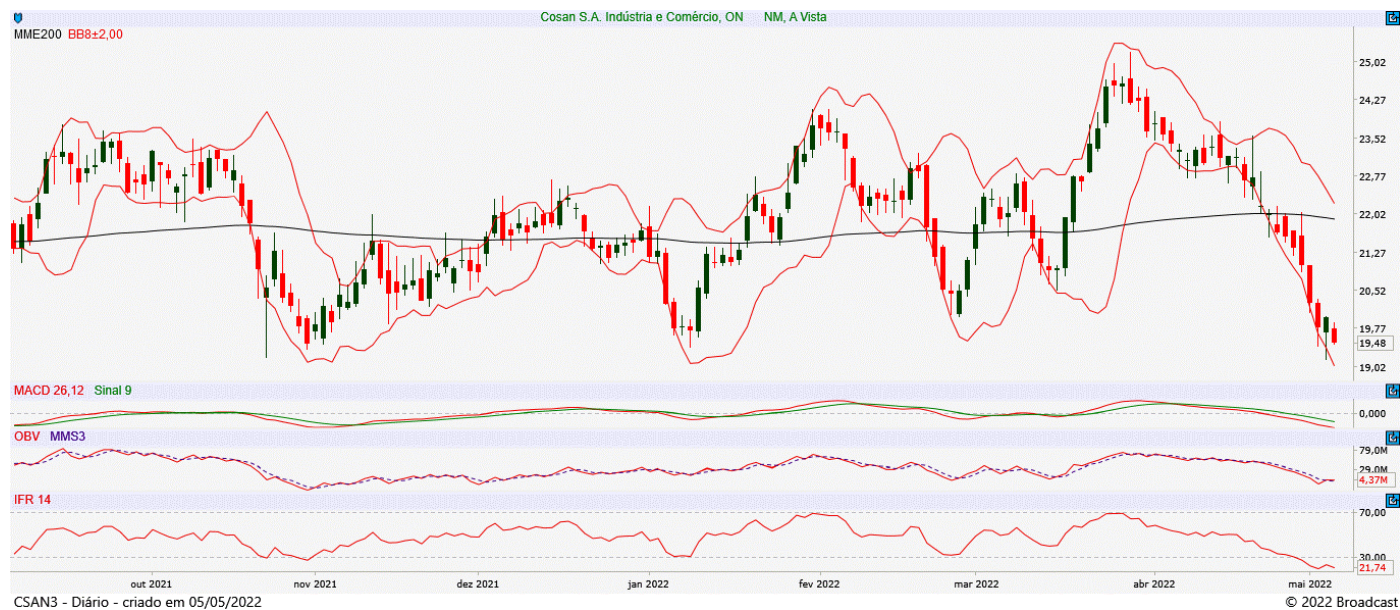 Cosan S.A. Indústria e Comércio, ON NM, A Vista
MME200 BB8±2,00
25,02
24,27
23,52
22,77
22,02
21,27
20,52
19,77
19,48
19,02
MACD 26,12 Sinal 9
0,000
OBV MMS3
79,0M
29,0M
4,37M
IFR 14
70,00
30,00
21,74
out 2021 nov 2021 dez 2021 jan 2022 fev 2022 mar 2022 abr 2022 mai 2022
CSAN3 - Diário - criado em 05/05/2022 © 2022 Broadcast